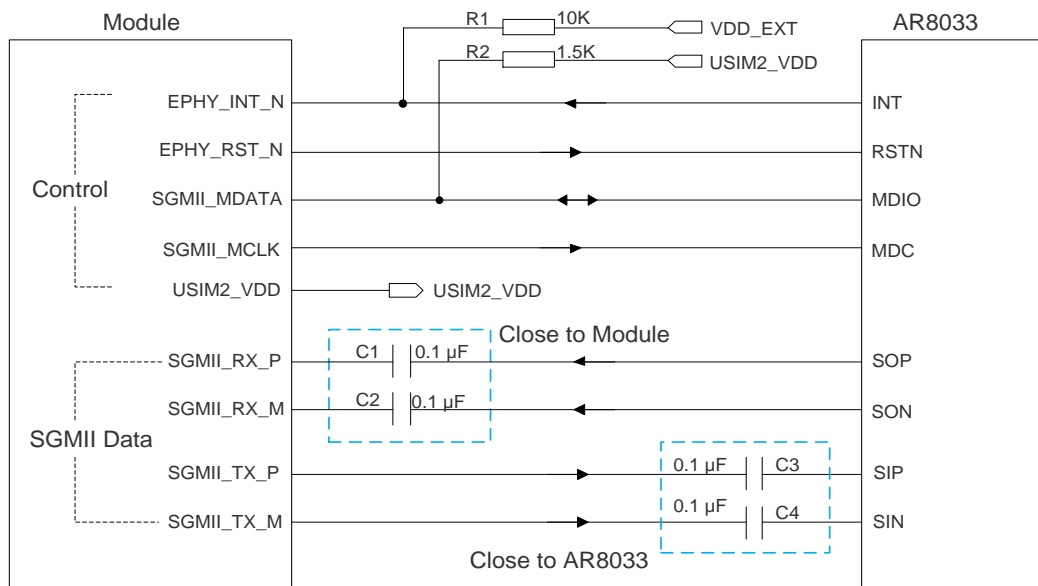 Module
R1
10K
VDD_EXT
AR8033
R2
1.5K
USIM2_VDD
EPHY_INT_N
INT
EPHY_RST_N
RSTN
Control
SGMII_MDATA
MDIO
SGMII_MCLK
MDC
USIM2_VDD
USIM2_VDD
Close to Module
SGMII_RX_P
C1
0.1 µF
SOP
SGMII_RX_M
C2
0.1 µF
SON
SGMII Data
SGMII_TX_P
0.1 µF
C3
SIP
SGMII_TX_M
0.1 µF
C4
SIN
Close to AR8033